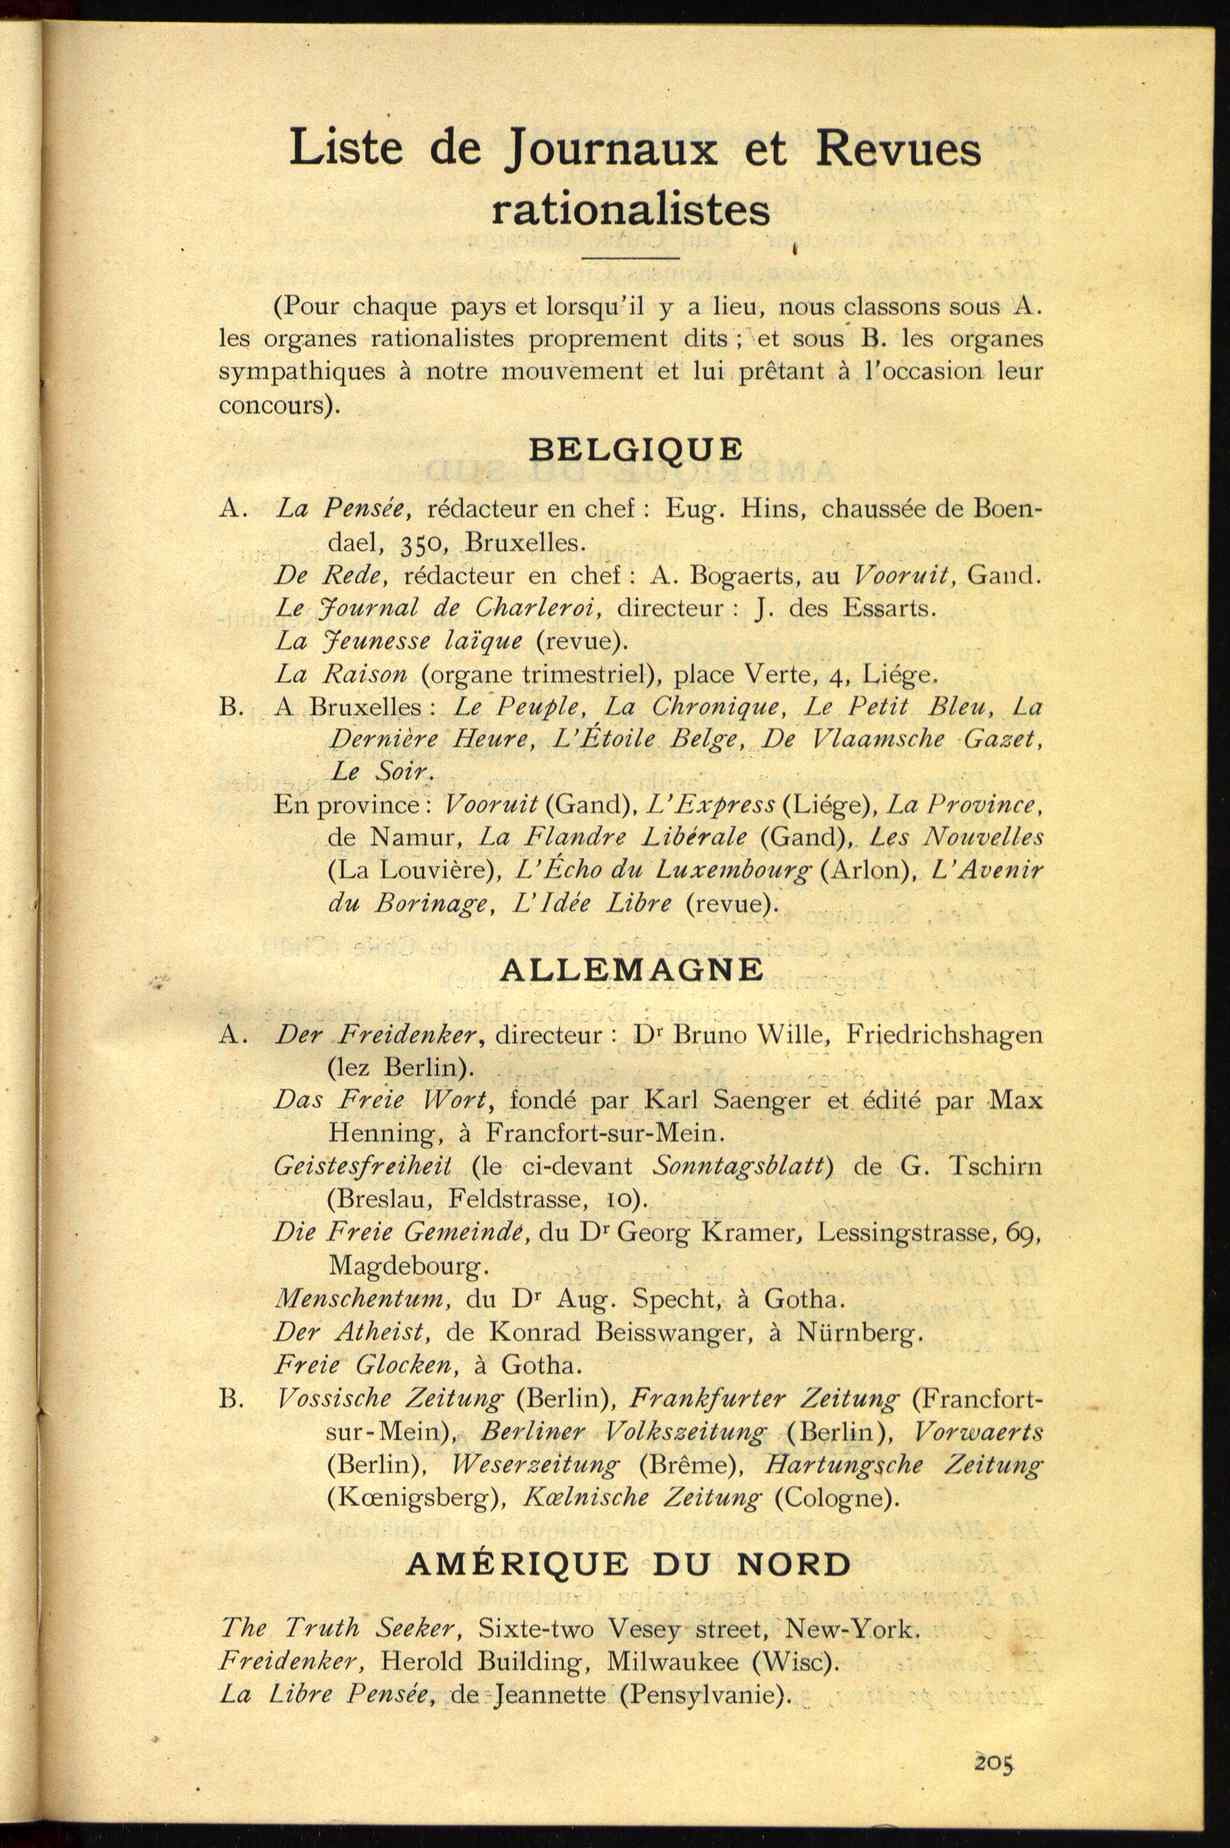 Liste de Journaux et Revues
rationalistes
(Pour chaque pays et lorsqu'il y a lieu, nous classons sous A.
les organes rationalistes proprement dits ; et sous B. les organes
sympathiques à notre mouvement et lui prêtant à l'occasion leur
concours).
BELGIQUE
A. La Pensée, rédacteur en chef : Eug. Hins, chaussée de Boen-
dael, 350, Bruxelles.
De Rede, rédacteur en chef : A. Bogaerts, au Vooruit, Gand.
Le Journal de Charleroi, directeur : J. des Essarts.
La Jeunesse laïque (revue).
La Raison (organe trimestriel), place Verte, 4, Liége.
B. A Bruxelles : Le Peuple, La Chronique, Le Petit Bleu, La
Dernière Heure, L'Étoile Belge, De Vlaamsche Gazet,
Le Soir.
En province : Vooruit (Gand), L'Express (Liége), La Province,
de Namur, La Flandre Libérale (Gand), Les Nouvelles
(La Louvière), L'Écho du Luxembourg (Arlon), L'Avenir
du Borinage, L'Idée Libre (revue).
ALLEMAGNE
A. Der Freidenker, directeur : Dr Bruno Wille, Friedrichshagen
(lez Berlin).
Das Freie Wort, fondé par Karl Saenger et édité par Max
Henning, à Francfort-sur-Mein.
Geistesfreiheit (le ci-devant Sonntagsblatt) de G. Tschirn
(Breslau, Feldstrasse, 10).
Die Freie Gemeinde, du Dr Georg Kramer, Lessingstrasse, 69,
Magdebourg.
Menschentum, du Dr Aug. Specht, à Gotha.
Der Atheist, de Konrad Beisswanger, à Nürnberg.
Freie Glocken, à Gotha.
B. Vossische Zeitung (Berlin), Frankfurter Zeitung (Francfort-
sur-Mein), Berliner Volkszeitung (Berlin), Vorwaerts
(Berlin), Weserzeitung (Brême), Hartungsche Zeitung
(Kœnigsberg), Kœlnische Zeitung (Cologne).
AMÉRIQUE DU NORD
The Truth Seeker, Sixte-two Vesey street, New-York.
Freidenker, Herold Building, Milwaukee (Wisc).
La Libre Pensée, de Jeannette (Pensylvanie).
205